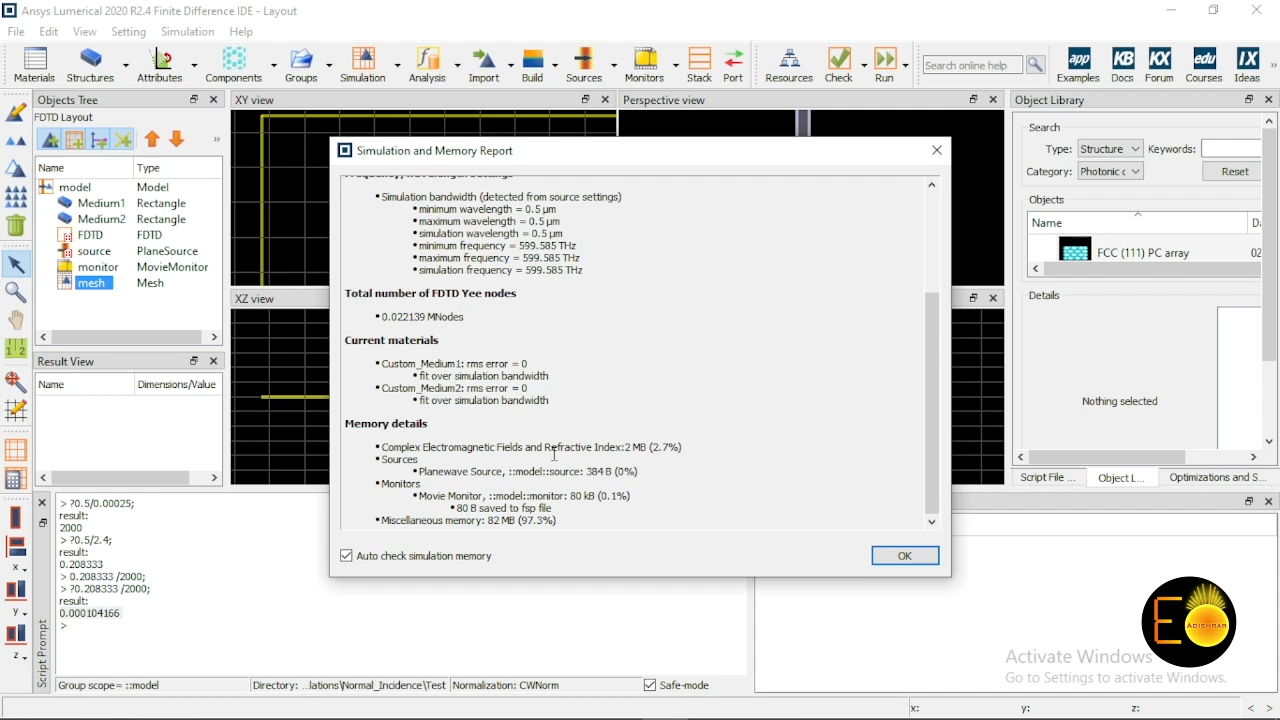 Ansys Lumerical 2020 R2.4 Finite Difference IDE - Layout
File Edit View Setting Simulation Help
Materials Structures Attributes Components Groups Simulation Analysis Import Build Sources Monitors Stack Port Resources Check Run Search online help Examples Docs Forum Courses Ideas
app KB KX edu IX
Objects Tree
FDTD Layout
Name Type
model Model
Medium1 Rectangle
Medium2 Rectangle
FDTD FDTD
source PlaneSource
monitor MovieMonitor
mesh Mesh
Result View
Name Dimensions/Value
XY view
Perspective view
XZ view
Simulation and Memory Report
• Simulation bandwidth (detected from source settings)
• minimum wavelength = 0.5 µm
• maximum wavelength = 0.5 µm
• simulation wavelength = 0.5 µm
• minimum frequency = 599.585 THz
• maximum frequency = 599.585 THz
• simulation frequency = 599.585 THz
Total number of FDTD Yee nodes
• 0.022139 MNodes
Current materials
• Custom_Medium1: rms error = 0
• fit over simulation bandwidth
• Custom_Medium2: rms error = 0
• fit over simulation bandwidth
Memory details
• Complex Electromagnetic Fields and Refractive Index:2 MB (2.7%)
• Sources
• Planewave Source, ::model::source: 384 B (0%)
• Monitors
• Movie Monitor, ::model::monitor: 80 kB (0.1%)
• 80 B saved to fsp file
• Miscellaneous memory: 82 MB (97.3%)
Auto check simulation memory
OK
Object Library
Search
Type: Structure Keywords:
Category: Photonic c Reset
Objects
Name
FCC (111) PC array 02
Details
Nothing selected
Script File ... Object L... Optimizations and S...
Script Prompt
> ?0.5/0.00025;
result:
2000
> ?0.5/2.4;
result:
0.208333
> 0.208333 /2000;
> ?0.208333 /2000;
result:
0.000104166
>
Group scope= ::model Directory: ...lations\Normal_Incidence\Test Normalization: CWNorm Safe-mode
x: y: z:
EADISHRAR
Activate Windows
Go to Settings to activate Windows.